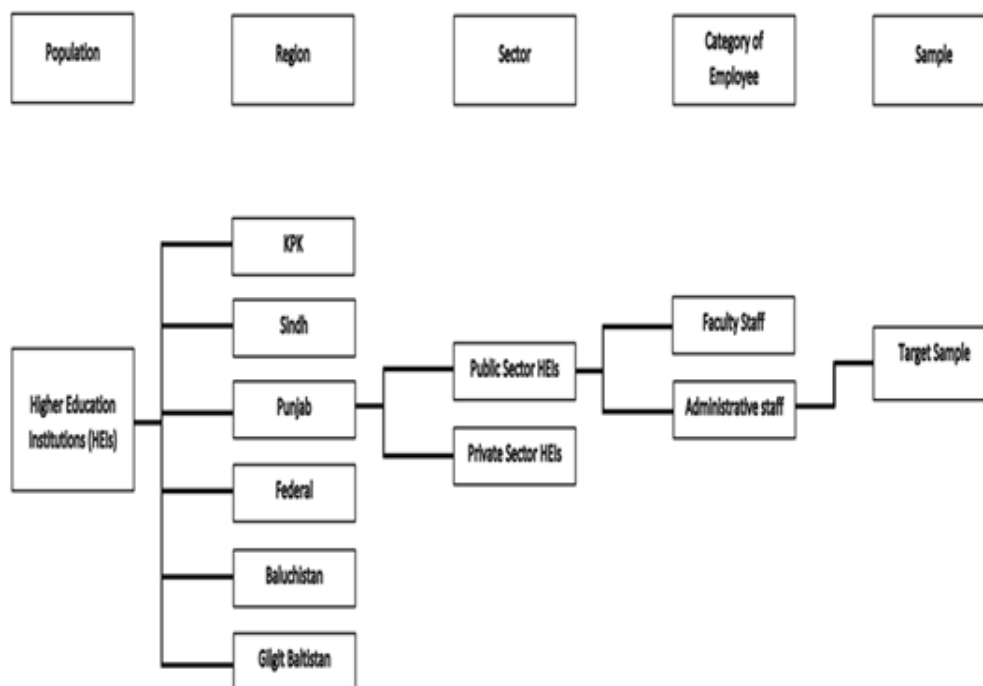 Population
Region
Sector
Category of
Employee
Sample
KPK
Sindh
Punjab
Federal
Baluchistan
Gilgit Baltistan
Higher Education
Institutions (HEIs)
Public Sector HEIs
Private Sector HEIs
Faculty Staff
Administrative staff
Target Sample